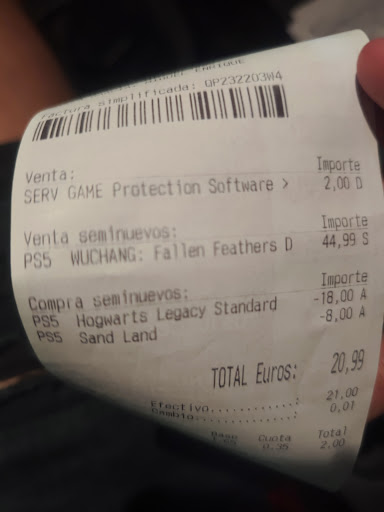 Factura simplificada: QP232203W4
Venta: Importe
SERV GAME Protection Software > 2,00 D
Venta seminuevos: Importe
PS5 WUCHANG: Fallen Feathers D 44,99 S
Compra seminuevos: Importe
PS5 Hogwarts Legacy Standard -18,00 A
PS5 Sand Land -8,00 A
TOTAL Euros: 20,99
Efectivo...........: 21,00
Cambio.............: 0,01
Base Cuota Total
0.35 2.00